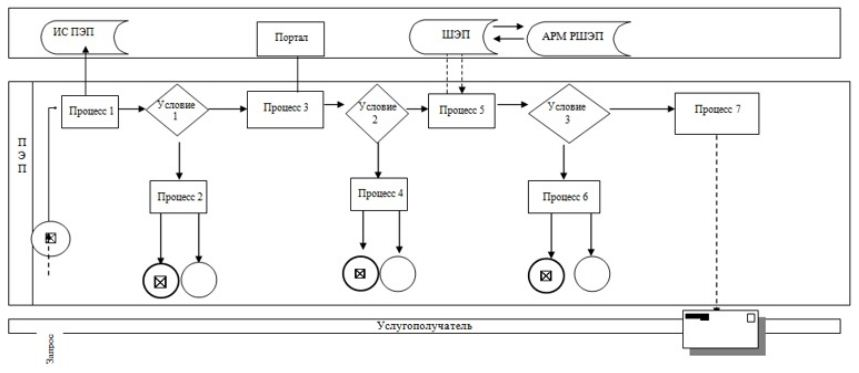 ИС ПЭП
Портал
ШЭП
АРМ РШЭП
ПЭП
Процесс 1
Условие
1
Процесс 3
Условие
2
Процесс 5
Условие
3
Процесс 7
Процесс 2
Процесс 4
Процесс 6
Услугополучатель
Запрос